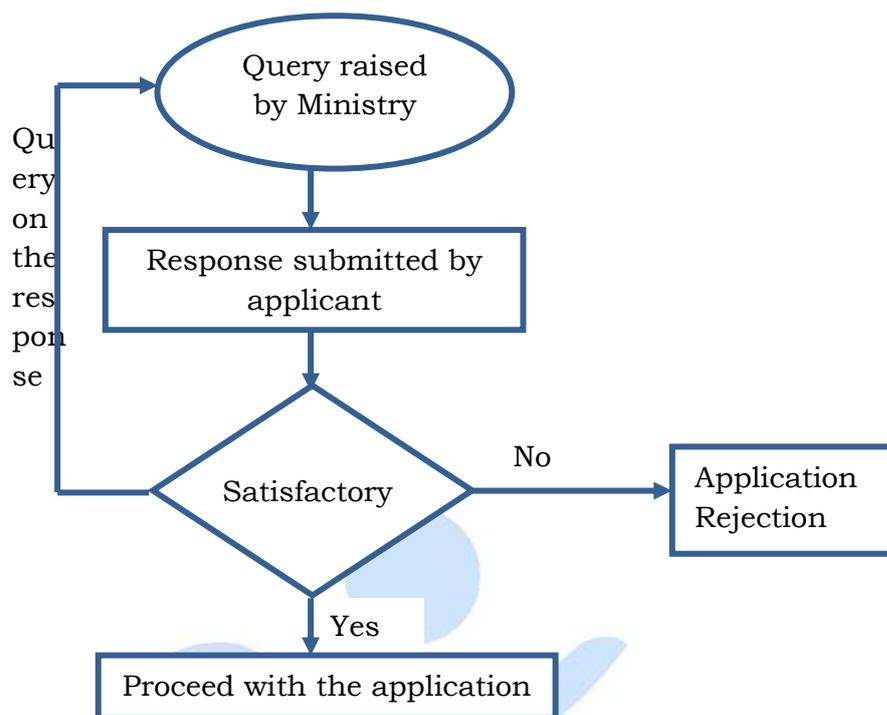 Query raised
by Ministry
Qu
ery
on
the
res
pon
se
Response submitted by
applicant
Satisfactory
No
Application
Rejection
Yes
Proceed with the application